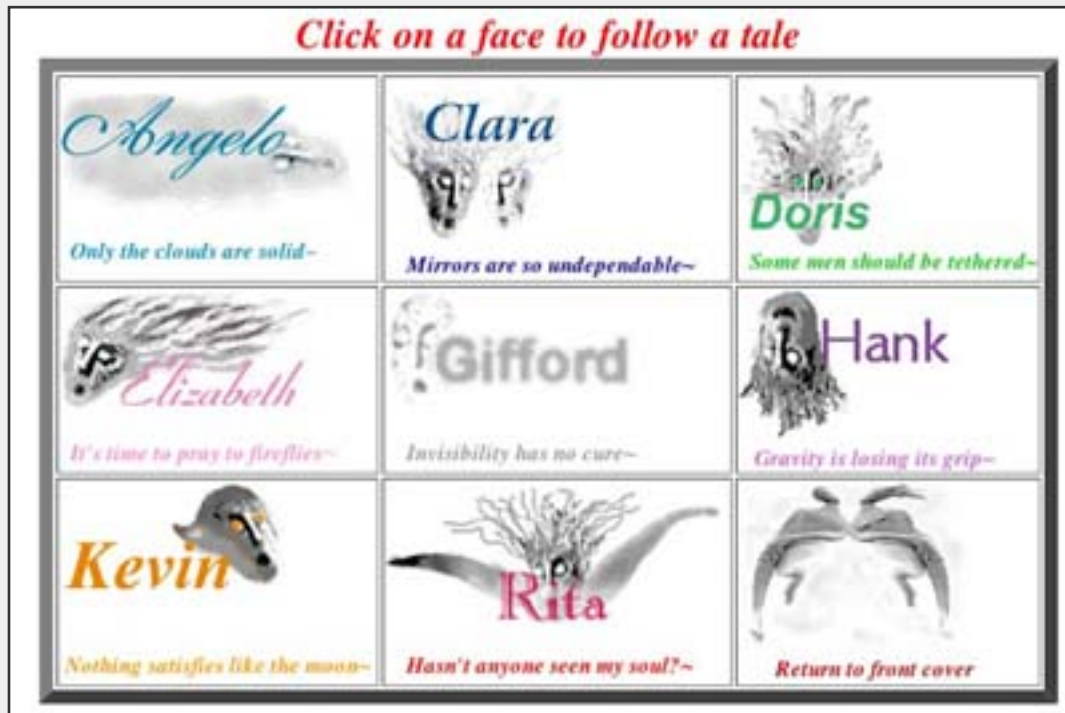 Click on a face to follow a tale
Angelo
Only the clouds are solid~
Clara
Mirrors are so undependable~
Doris
Some men should be tethered~
Elizabeth
It's time to pray to fireflies~
Gifford
Invisibility has no cure~
Hank
Gravity is losing its grip~
Kevin
Nothing satisfies like the moon~
Rita
Hasn't anyone seen my soul?~
Return to front cover